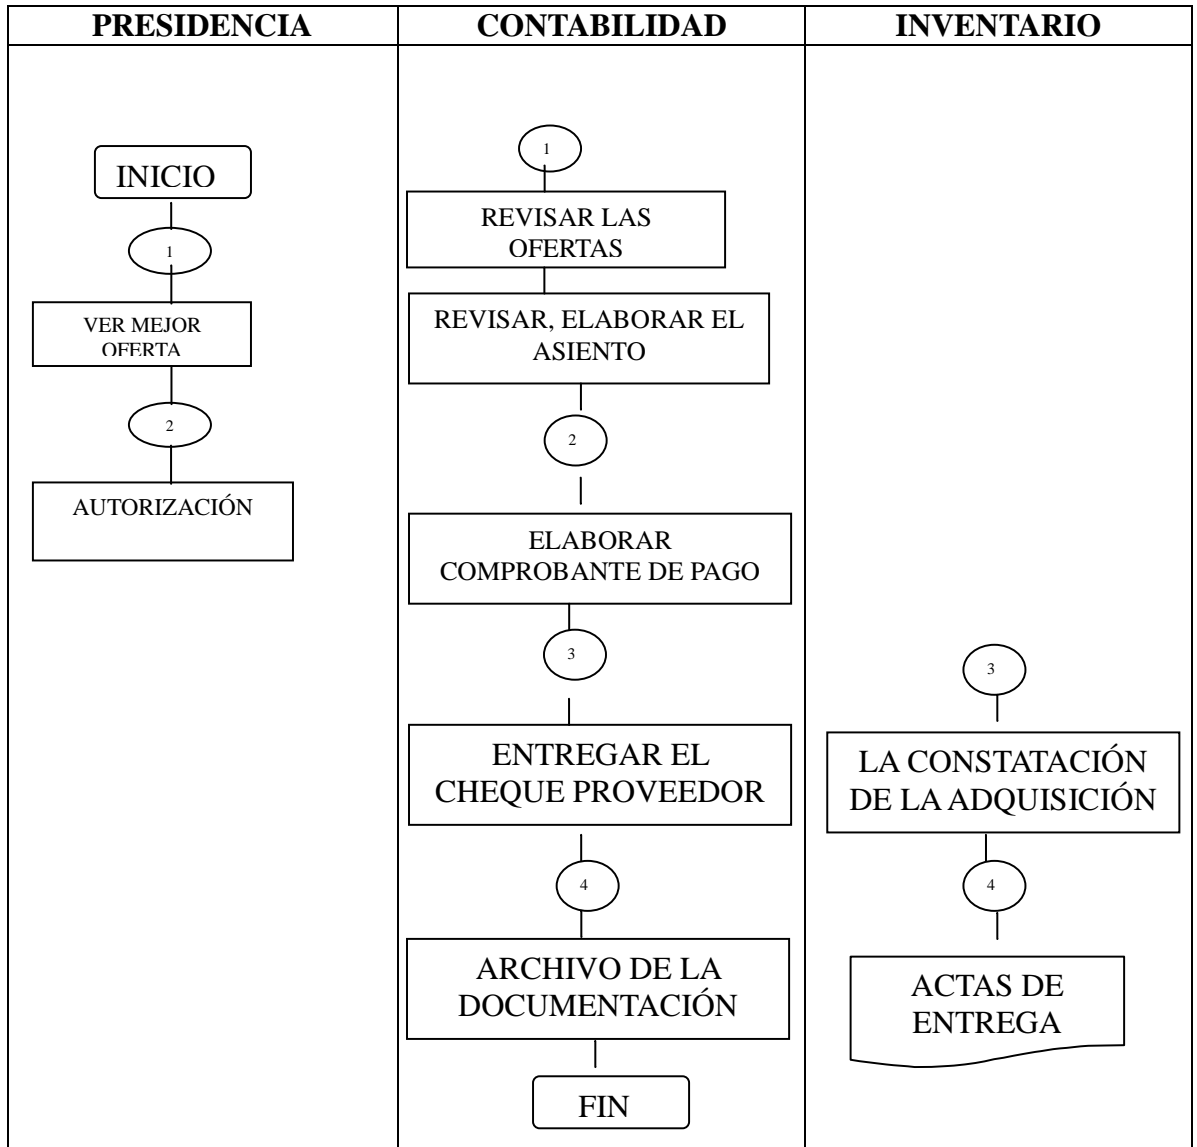 PRESIDENCIA
CONTABILIDAD
INVENTARIO
INICIO
1
VER MEJOR
OFERTA
2
AUTORIZACIÓN
1
REVISAR LAS
OFERTAS
REVISAR, ELABORAR EL
ASIENTO
2
ELABORAR
COMPROBANTE DE PAGO
3
ENTREGAR EL
CHEQUE PROVEEDOR
4
ARCHIVO DE LA
DOCUMENTACIÓN
FIN
3
LA CONSTATACIÓN
DE LA ADQUISICIÓN
4
ACTAS DE
ENTREGA